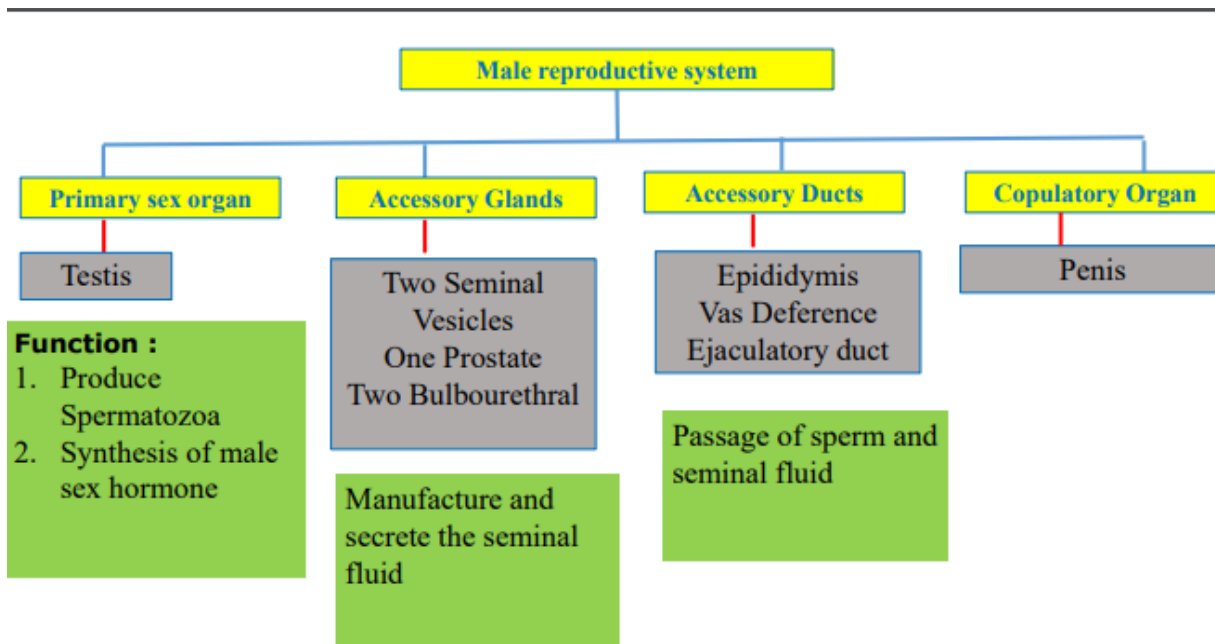 Male reproductive system
Primary sex organ
Accessory Glands
Accessory Ducts
Copulatory Organ
Testis
Two Seminal
Vesicles
One Prostate
Two Bulbourethral
Epididymis
Vas Deference
Ejaculatory duct
Penis
Function :
1. Produce
Spermatozoa
2. Synthesis of male
sex hormone
Manufacture and
secrete the seminal
fluid
Passage of sperm and
seminal fluid